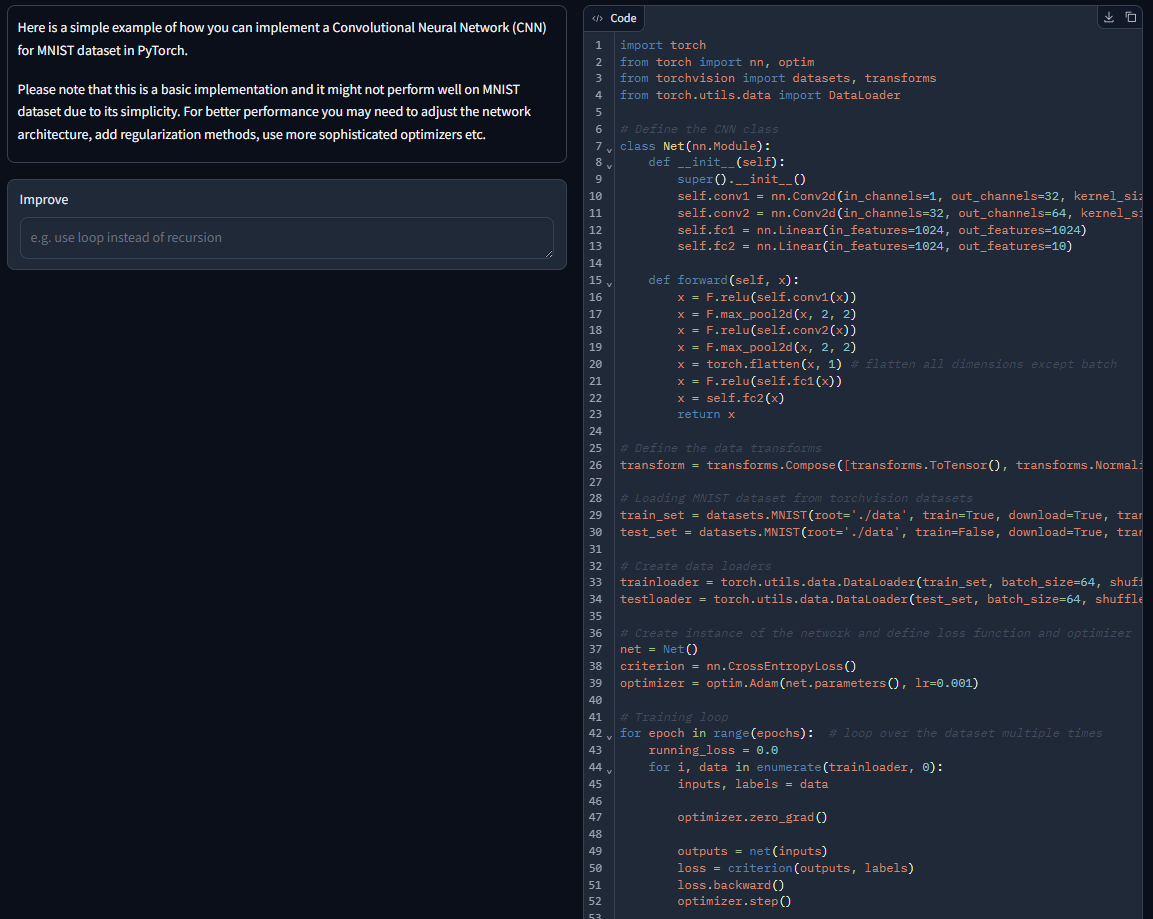 Here is a simple example of how you can implement a Convolutional Neural Network (CNN)
for MNIST dataset in PyTorch.
Please note that this is a basic implementation and it might not perform well on MNIST
dataset due to its simplicity. For better performance you may need to adjust the network
architecture, add regularization methods, use more sophisticated optimizers etc.
Improve
e.g. use loop instead of recursion
</> Code
1 import torch
2 from torch import nn, optim
3 from torchvision import datasets, transforms
4 from torch.utils.data import DataLoader
5
6 # Define the CNN class
7 class Net(nn.Module):
8     def __init__(self):
9         super().__init__()
10         self.conv1 = nn.Conv2d(in_channels=1, out_channels=32, kernel_siz
11         self.conv2 = nn.Conv2d(in_channels=32, out_channels=64, kernel_si
12         self.fc1 = nn.Linear(in_features=1024, out_features=1024)
13         self.fc2 = nn.Linear(in_features=1024, out_features=10)
14
15     def forward(self, x):
16         x = F.relu(self.conv1(x))
17         x = F.max_pool2d(x, 2, 2)
18         x = F.relu(self.conv2(x))
19         x = F.max_pool2d(x, 2, 2)
20         x = torch.flatten(x, 1) # flatten all dimensions except batch
21         x = F.relu(self.fc1(x))
22         x = self.fc2(x)
23         return x
24
25 # Define the data transforms
26 transform = transforms.Compose([transforms.ToTensor(), transforms.Normali
27
28 # Loading MNIST dataset from torchvision datasets
29 train_set = datasets.MNIST(root='./data', train=True, download=True, tran
30 test_set = datasets.MNIST(root='./data', train=False, download=True, tran
31
32 # Create data loaders
33 trainloader = torch.utils.data.DataLoader(train_set, batch_size=64, shuff
34 testloader = torch.utils.data.DataLoader(test_set, batch_size=64, shuffle
35
36 # Create instance of the network and define loss function and optimizer
37 net = Net()
38 criterion = nn.CrossEntropyLoss()
39 optimizer = optim.Adam(net.parameters(), lr=0.001)
40
41 # Training loop
42 for epoch in range(epochs):  # loop over the dataset multiple times
43     running_loss = 0.0
44     for i, data in enumerate(trainloader, 0):
45         inputs, labels = data
46
47         optimizer.zero_grad()
48
49         outputs = net(inputs)
50         loss = criterion(outputs, labels)
51         loss.backward()
52         optimizer.step()
53